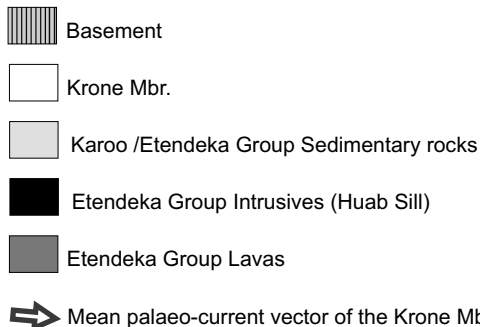 Basement
Krone Mbr.
Karoo /Etendeka Group Sedimentary rocks
Etendeka Group Intrusives (Huab Sill)
Etendeka Group Lavas
Mean palaeo-current vector of the Krone